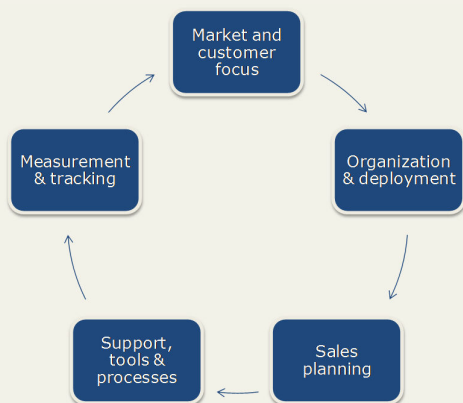 Market and
customer
focus
Organization
& deployment
Sales
planning
Support,
tools &
processes
Measurement
& tracking